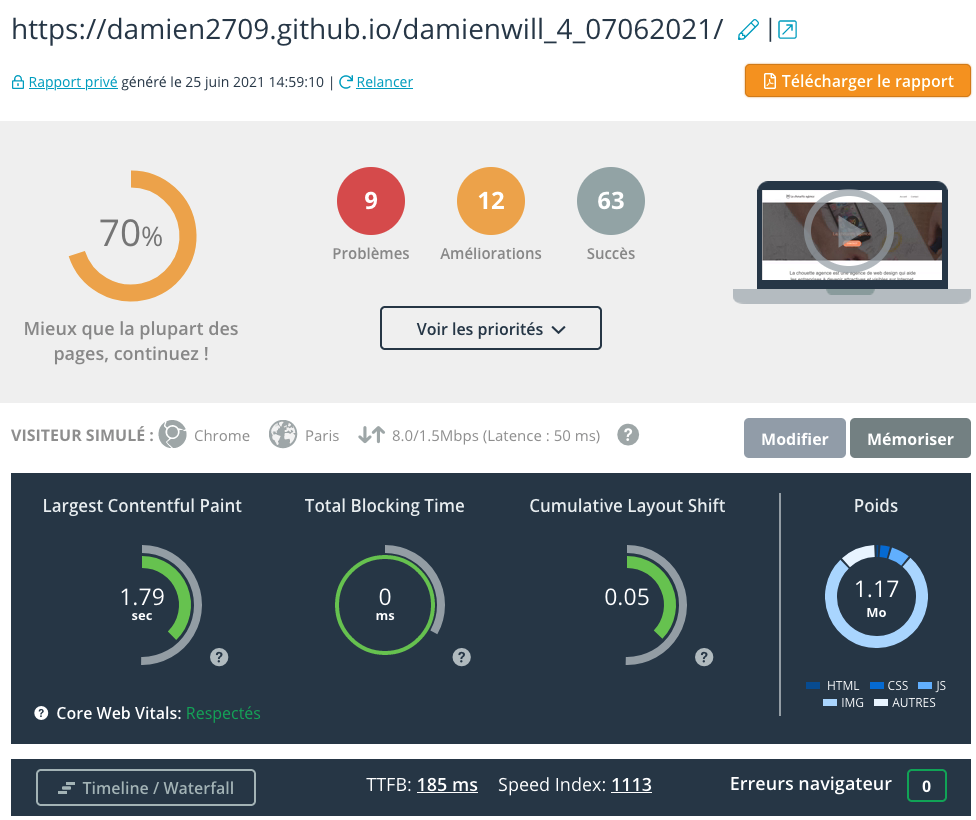 https://damien2709.github.io/damienwill_4_07062021/
Rapport privé généré le 25 juin 2021 14:59:10 | Relancer
Télécharger le rapport
70%
Mieux que la plupart des
pages, continuez !
9
Problèmes
12
Améliorations
63
Succès
Voir les priorités
La chouette agence est une agence de web design qui aide
VISITEUR SIMULÉ :
Chrome
Paris
8.0/1.5Mbps (Latence : 50 ms)
?
Modifier
Mémoriser
Largest Contentful Paint
1.79
sec
?
Total Blocking Time
0
ms
?
Cumulative Layout Shift
0.05
?
Poids
1.17
Mo
HTML CSS JS
IMG AUTRES
? Core Web Vitals: Respectés
Timeline / Waterfall
TTFB: 185 ms
Speed Index: 1113
Erreurs navigateur
0